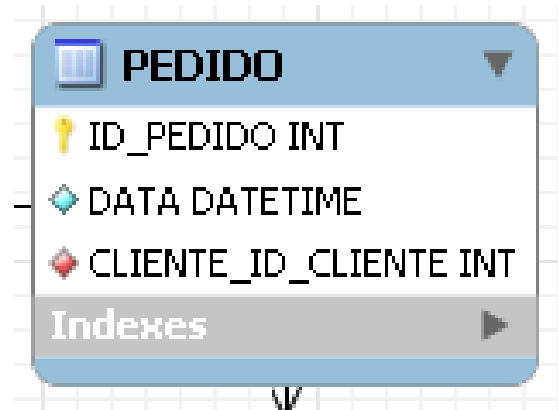 PEDIDO
ID_PEDIDO INT
DATA DATETIME
CLIENTE_ID_CLIENTE INT
Indexes